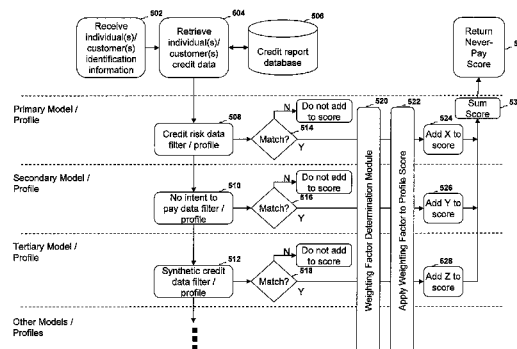 502
Receive
individual(s)/
customer(s)
identification
information
604
Retrieve
individual(s)/
customer(s)
credit data
506
Credit report
database
Return
Never-
Pay
Score
5
Primary Model /
Profile
508
Credit risk data
filter / profile
N
Do not add
to score
Match?
514
Y
520
522
524
Add X to
score
Sum
Score
53
Secondary Model /
Profile
510
No intent to
pay data filter /
profile
N
Do not add
to score
Match?
516
Y
Weighting Factor Determination Module
Apply Weighting Factor to Profile Score
526
Add Y to
score
Tertiary Model /
Profile
512
Synthetic credit
data filter /
profile
N
Do not add
to score
Match?
518
Y
528
Add Z to
score
Other Models /
Profiles